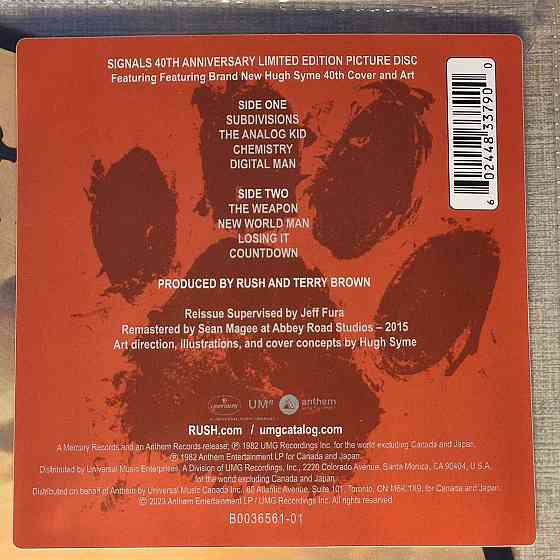 SIGNALS 40TH ANNIVERSARY LIMITED EDITION PICTURE DISC
Featuring Featuring Brand New Hugh Syme 40th Cover and Art
SIDE ONE
SUBDIVISIONS
THE ANALOG KID
CHEMISTRY
DIGITAL MAN
SIDE TWO
THE WEAPON
NEW WORLD MAN
LOSING IT
COUNTDOWN
PRODUCED BY RUSH AND TERRY BROWN
Reissue Supervised by Jeff Fura
Remastered by Sean Magee at Abbey Road Studios – 2015
Art direction, illustrations, and cover concepts by Hugh Syme
UMe anthem
RUSH.com / umgcatalog.com
A Mercury Records and an Anthem Records release; ℗ 1982 UMG Recordings Inc. for the world excluding Canada and Japan,
℗ 1982 Anthem Entertainment LP for Canada and Japan.
Distributed by Universal Music Enterprises, A Division of UMG Recordings, Inc., 2220 Colorado Avenue, Santa Monica, CA 90404, U.S.A.
for the world excluding Canada and Japan.
Distributed on behalf of Anthem by Universal Music Canada Inc. 80 Atlantic Avenue, Suite 101, Toronto, ON M6K 1X9, for Canada and Japan.
© 2023 Anthem Entertainment LP / UMG Recordings Inc. All rights reserved
B0036561-01
6 02448 33790 0